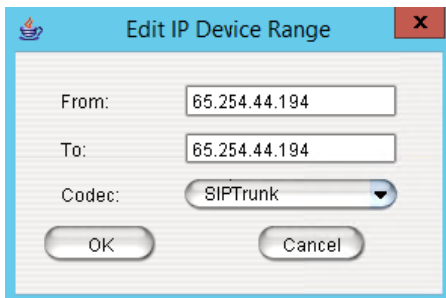 Edit IP Device Range
x
From: 65.254.44.194
To: 65.254.44.194
Codec: SIPTrunk
OK Cancel